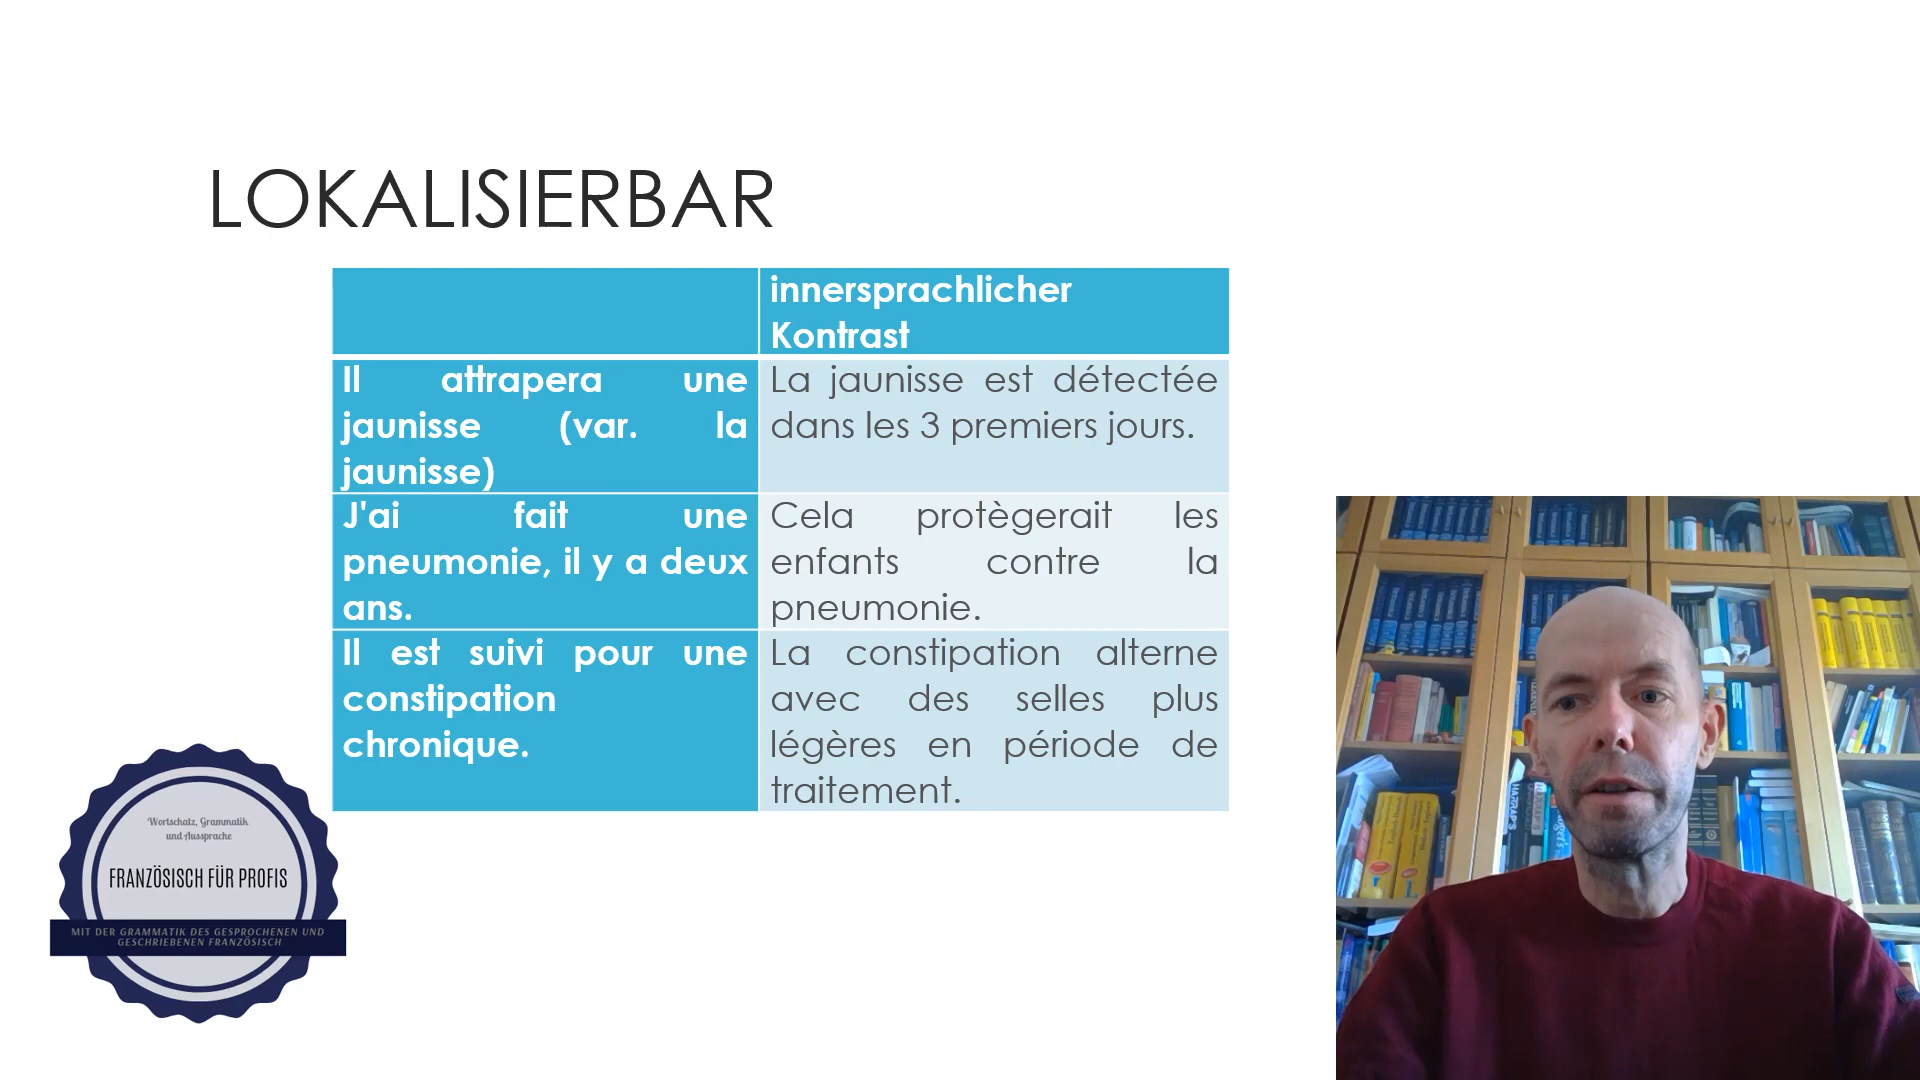 LOKALISIERBAR
innersprachlicher
Kontrast
Il attrapera une
jaunisse (var. la
jaunisse)
La jaunisse est détectée
dans les 3 premiers jours.
J'ai fait une
pneumonie, il y a deux
ans.
Cela protègerait les
enfants contre la
pneumonie.
Il est suivi pour une
constipation
chronique.
La constipation alterne
avec des selles plus
légères en période de
traitement.
Wortschatz, Grammatik
und Aussprache
FRANZÖSISCH FÜR PROFIS
MIT DER GRAMMATIK DES GESPROCHENEN UND
GESCHRIEBENEN FRANZÖSISCH
HARRAP'S